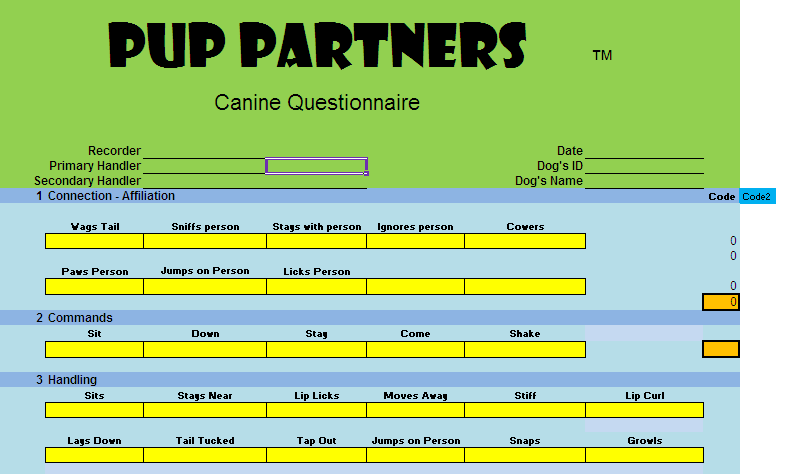 PUP PARTNERS TM
Canine Questionnaire
Recorder Date
Primary Handler Dog's ID
Secondary Handler Dog's Name
1 Connection - Affiliation Code Code2
Wags Tail Sniffs person Stays with person Ignores person Cowers
0
0
Paws Person Jumps on Person Licks Person
0
0
2 Commands
Sit Down Stay Come Shake
3 Handling
Sits Stays Near Lip Licks Moves Away Stiff Lip Curl
Lays Down Tail Tucked Tap Out Jumps on Person Snaps Growls